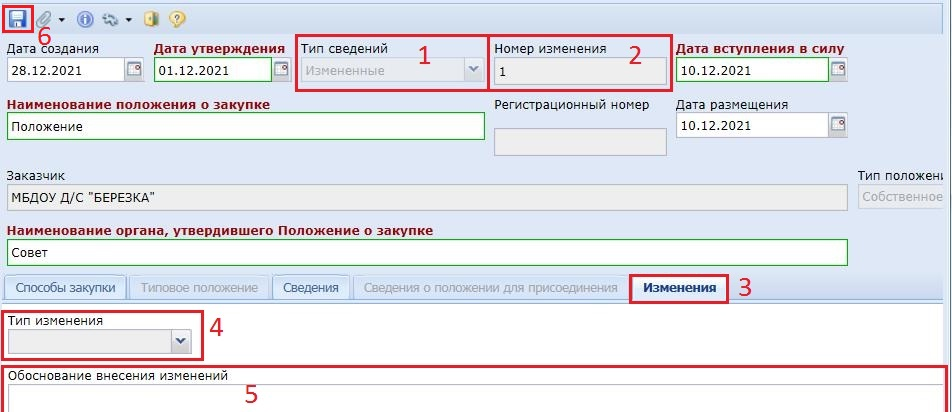 6
Дата создания Дата утверждения Тип сведений 1 Номер изменения 2 Дата вступления в силу
28.12.2021 01.12.2021 Измененные 1 10.12.2021
Наименование положения о закупке Регистрационный номер Дата размещения
Положение 10.12.2021
Заказчик Тип положени
МБДОУ Д/С "БЕРЕЗКА" Собственное
Наименование органа, утвердившего Положение о закупке
Совет
Способы закупки Типовое положение Сведения Сведения о положении для присоединения Изменения 3
Тип изменения 4
Обоснование внесения изменений 5